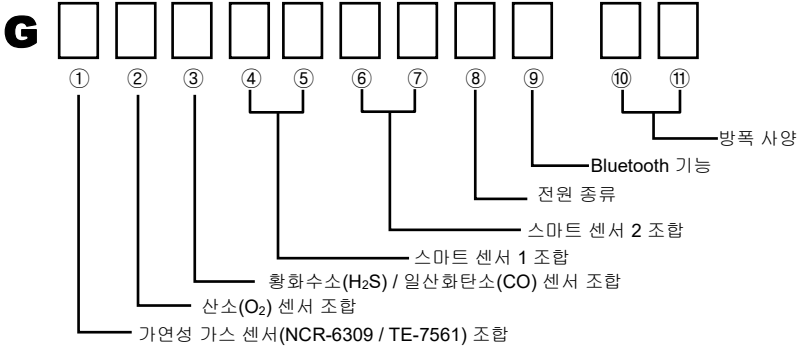 G
① ② ③ ④ ⑤ ⑥ ⑦ ⑧ ⑨ ⑩ ⑪
방폭 사양
Bluetooth 기능
전원 종류
스마트 센서 2 조합
스마트 센서 1 조합
황화수소(H₂S) / 일산화탄소(CO) 센서 조합
산소(O₂) 센서 조합
가연성 가스 센서(NCR-6309 / TE-7561) 조합